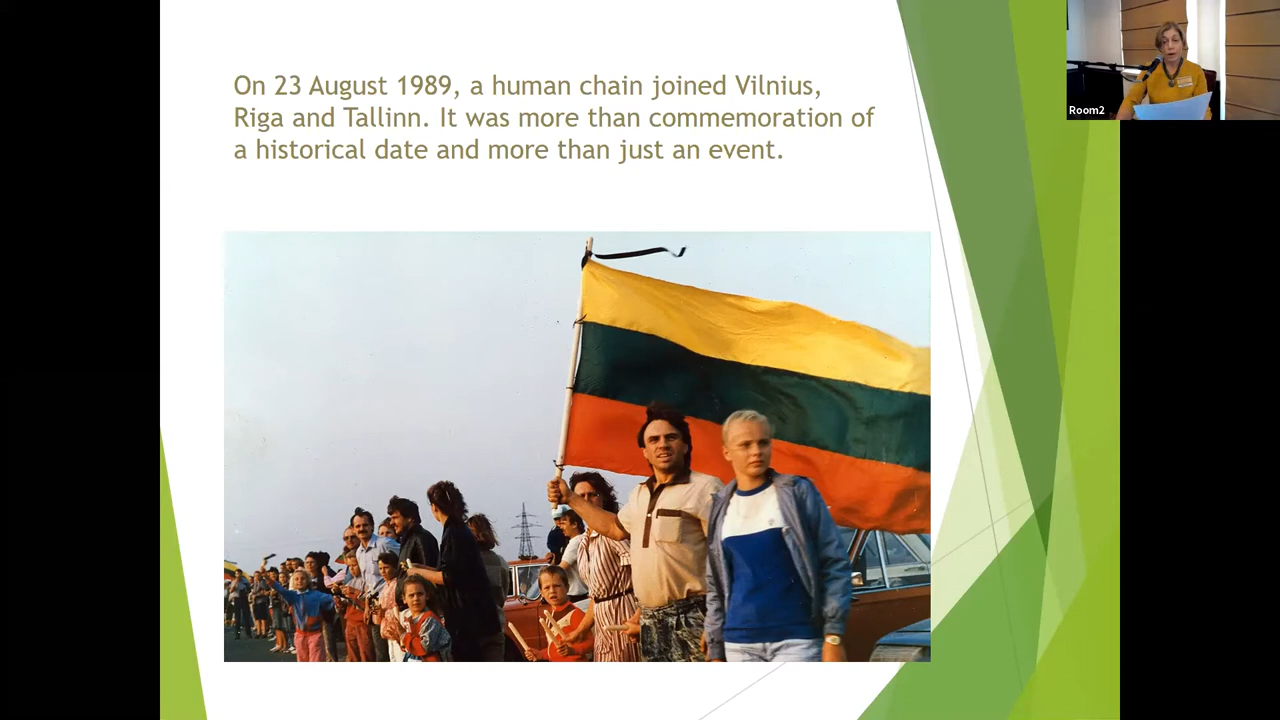 On 23 August 1989, a human chain joined Vilnius,
Riga and Tallinn. It was more than commemoration of
a historical date and more than just an event.
Room2